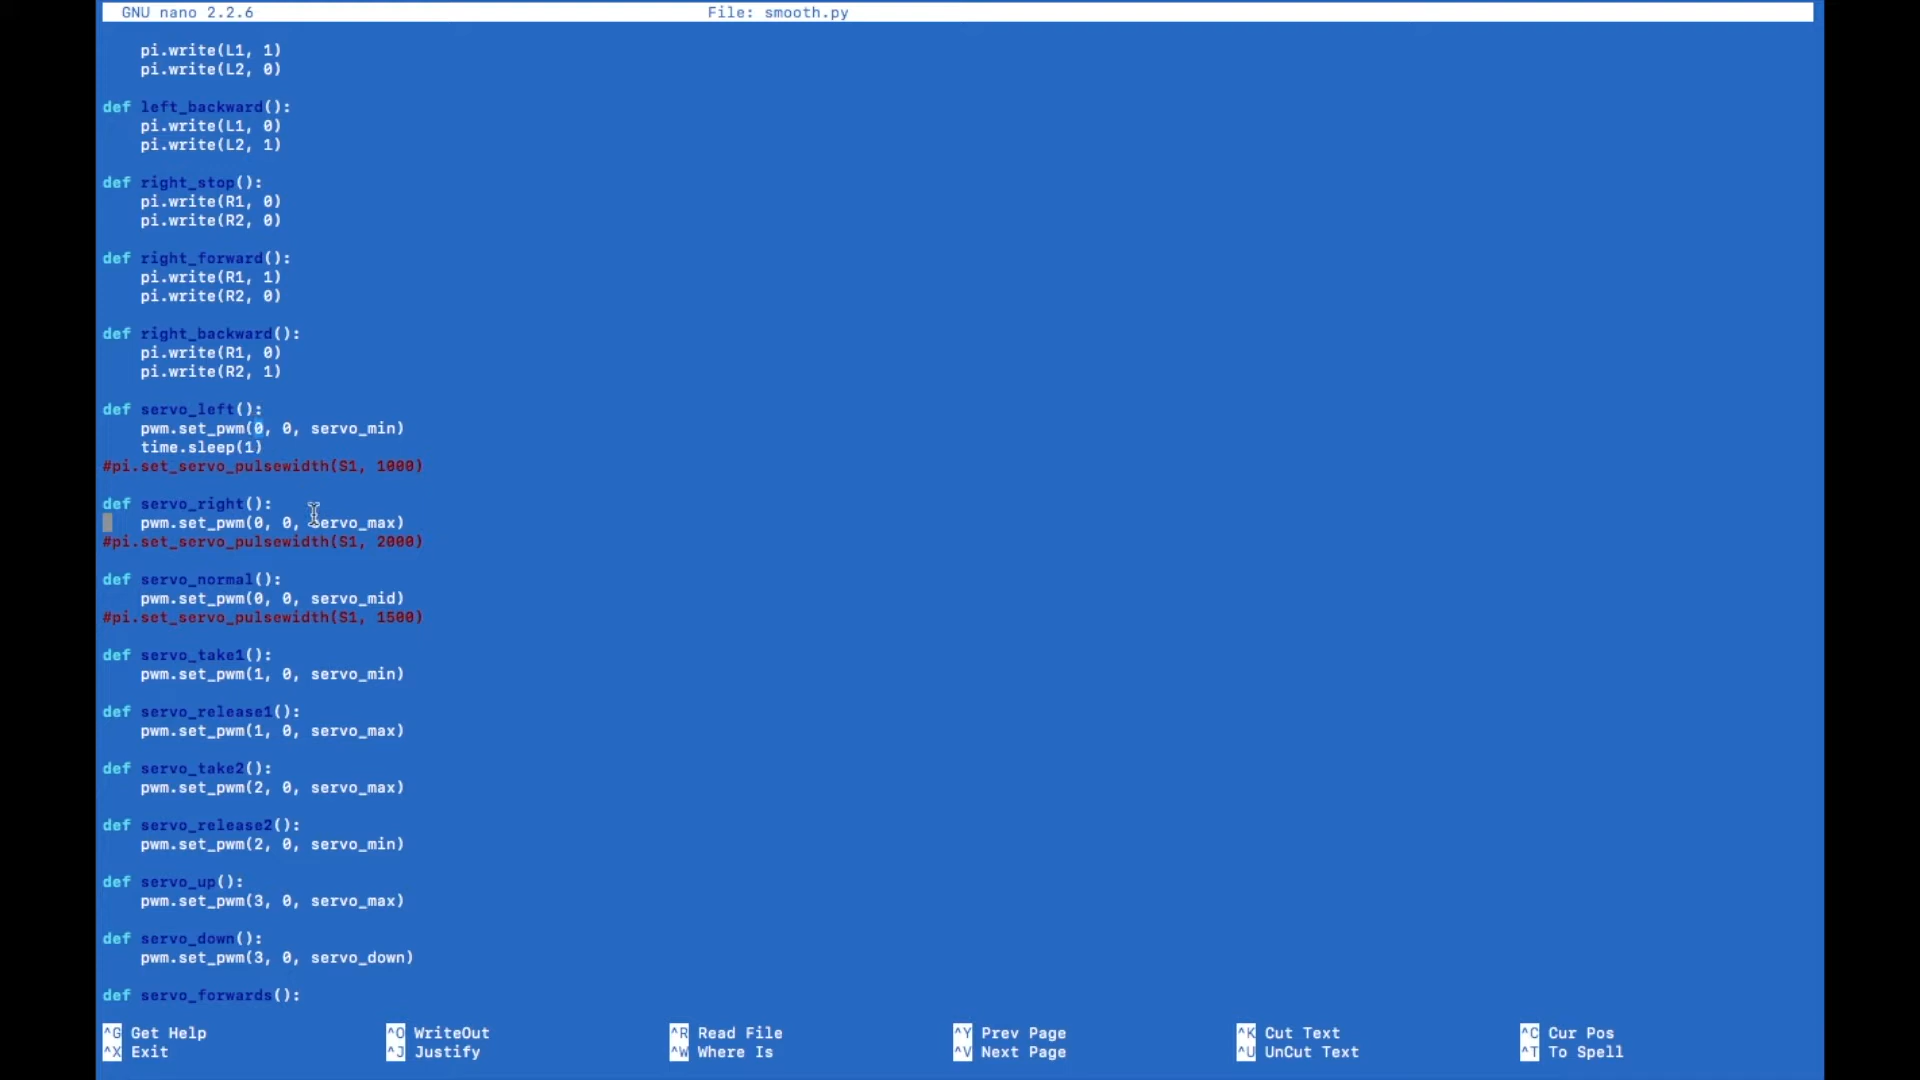 GNU nano 2.2.6 File: smooth.py
pi.write(L1, 1)
pi.write(L2, 0)
def left_backward():
pi.write(L1, 0)
pi.write(L2, 1)
def right_stop():
pi.write(R1, 0)
pi.write(R2, 0)
def right_forward():
pi.write(R1, 1)
pi.write(R2, 0)
def right_backward():
pi.write(R1, 0)
pi.write(R2, 1)
def servo_left():
pwm.set_pwm(0, 0, servo_min)
time.sleep(1)
#pi.set_servo_pulsewidth(S1, 1000)
def servo_right():
pwm.set_pwm(0, 0, servo_max)
#pi.set_servo_pulsewidth(S1, 2000)
def servo_normal():
pwm.set_pwm(0, 0, servo_mid)
#pi.set_servo_pulsewidth(S1, 1500)
def servo_take1():
pwm.set_pwm(1, 0, servo_min)
def servo_release1():
pwm.set_pwm(1, 0, servo_max)
def servo_take2():
pwm.set_pwm(2, 0, servo_max)
def servo_release2():
pwm.set_pwm(2, 0, servo_min)
def servo_up():
pwm.set_pwm(3, 0, servo_max)
def servo_down():
pwm.set_pwm(3, 0, servo_down)
def servo_forwards():
^G Get Help ^O WriteOut ^R Read File ^Y Prev Page ^K Cut Text ^C Cur Pos
^X Exit ^J Justify ^W Where Is ^V Next Page ^U UnCut Text ^T To Spell